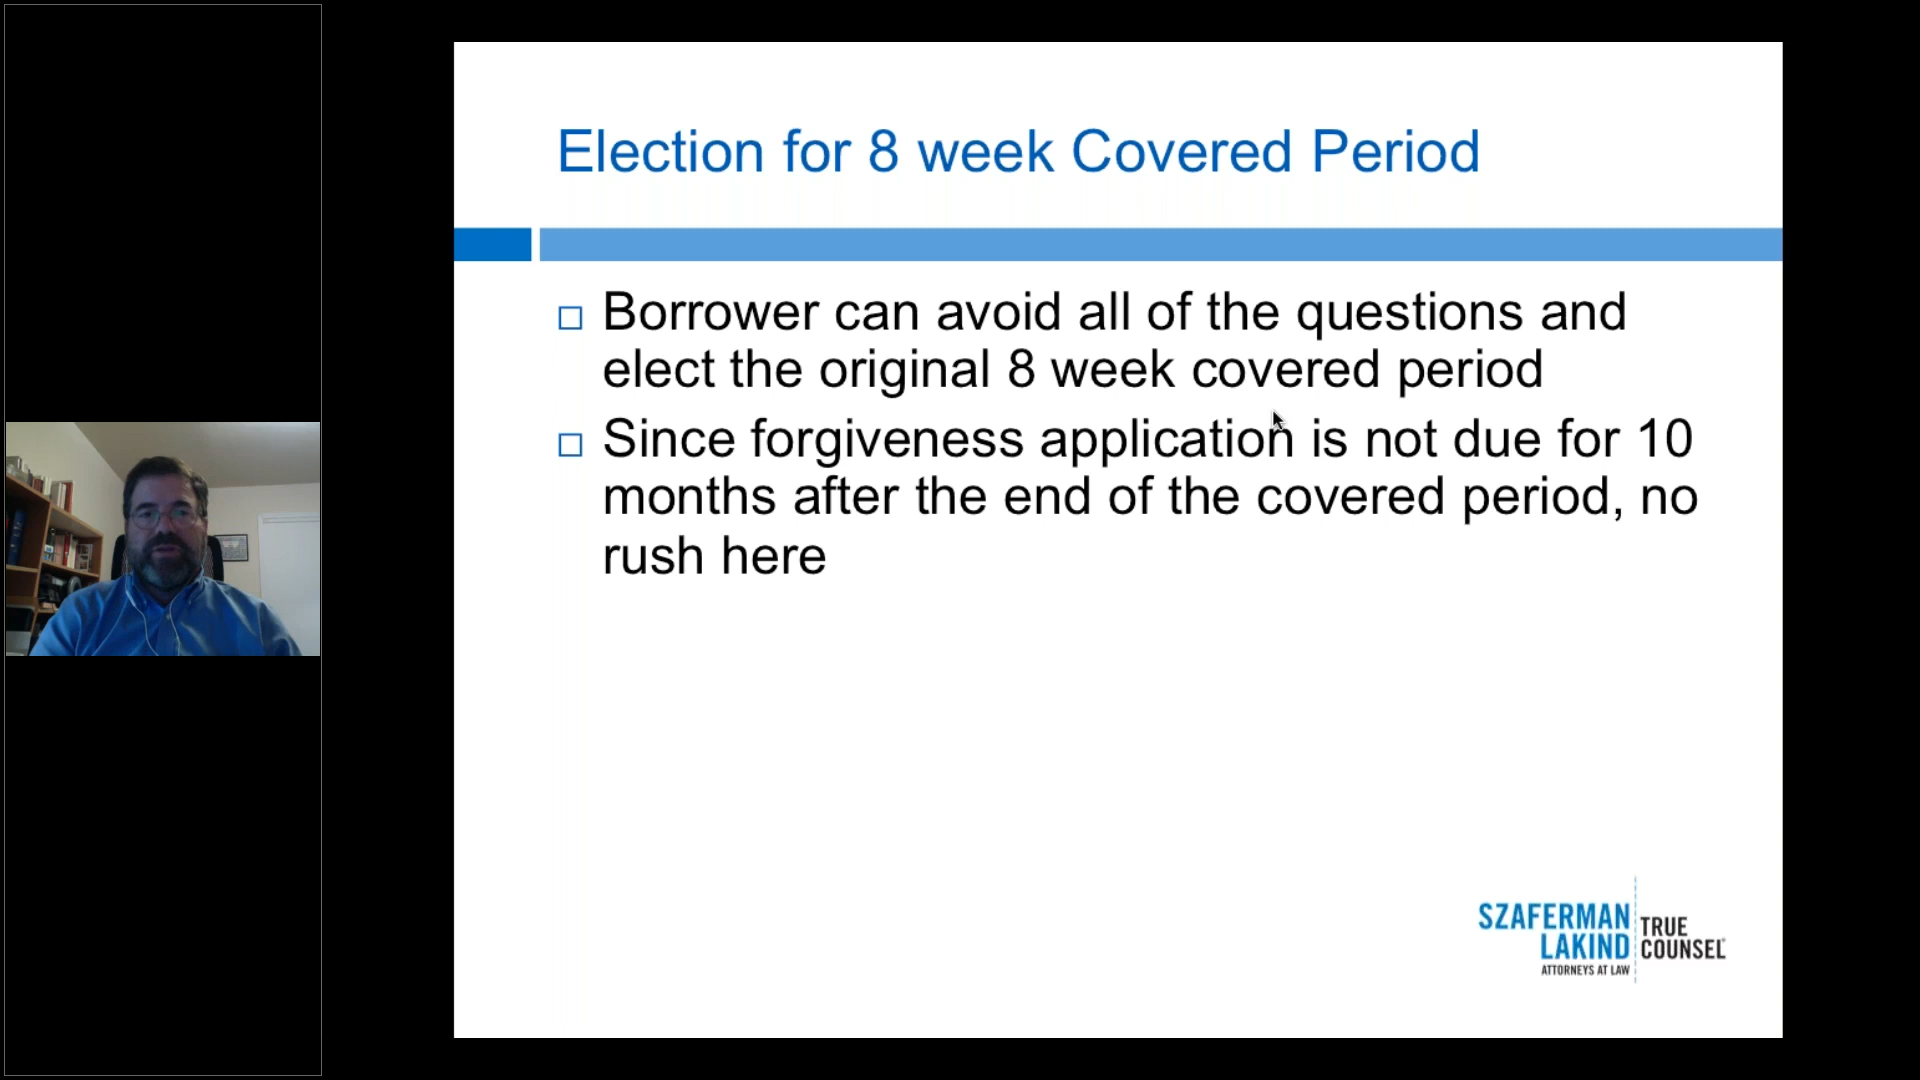 Election for 8 week Covered Period
Borrower can avoid all of the questions and
elect the original 8 week covered period
Since forgiveness application is not due for 10
months after the end of the covered period, no
rush here
SZAFERMAN
LAKIND
ATTORNEYS AT LAW
TRUE
COUNSEL